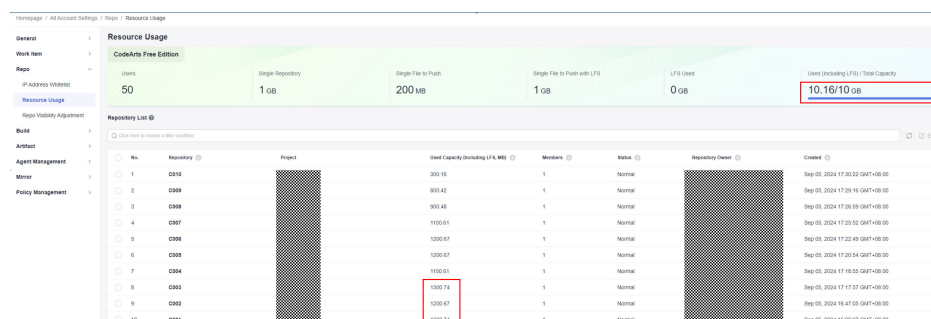 Homepage / All Account Settings / Repo / Resource Usage
General
Work Item
Repo
IP Address Whitelist
Resource Usage
Repo Visibility Adjustment
Build
Artifact
Agent Management
Mirror
Policy Management
Resource Usage
CodeArts Free Edition
Users Single Repository Single File to Push Single File to Push with LFS LFS Used Used (Including LFS) / Total Capacity
50 1 GB 200 MB 1 GB 0 GB 10.16/10 GB
Repository List
Click here to choose a filter condition
No. Repository Project Used Capacity (Including LFS, MB) Members Status Repository Owner Created
1 C010 300.16 1 Normal Sep 05, 2024 17:30:22 GMT+08:00
2 C009 800.42 1 Normal Sep 05, 2024 17:29:16 GMT+08:00
3 C008 900.48 1 Normal Sep 05, 2024 17:26:59 GMT+08:00
4 C007 1100.61 1 Normal Sep 05, 2024 17:25:52 GMT+08:00
5 C006 1200.67 1 Normal Sep 05, 2024 17:22:49 GMT+08:00
6 C005 1200.67 1 Normal Sep 05, 2024 17:20:54 GMT+08:00
7 C004 1100.61 1 Normal Sep 05, 2024 17:18:55 GMT+08:00
8 C003 1300.74 1 Normal Sep 05, 2024 17:17:57 GMT+08:00
9 C002 1200.67 1 Normal Sep 05, 2024 16:47:05 GMT+08:00